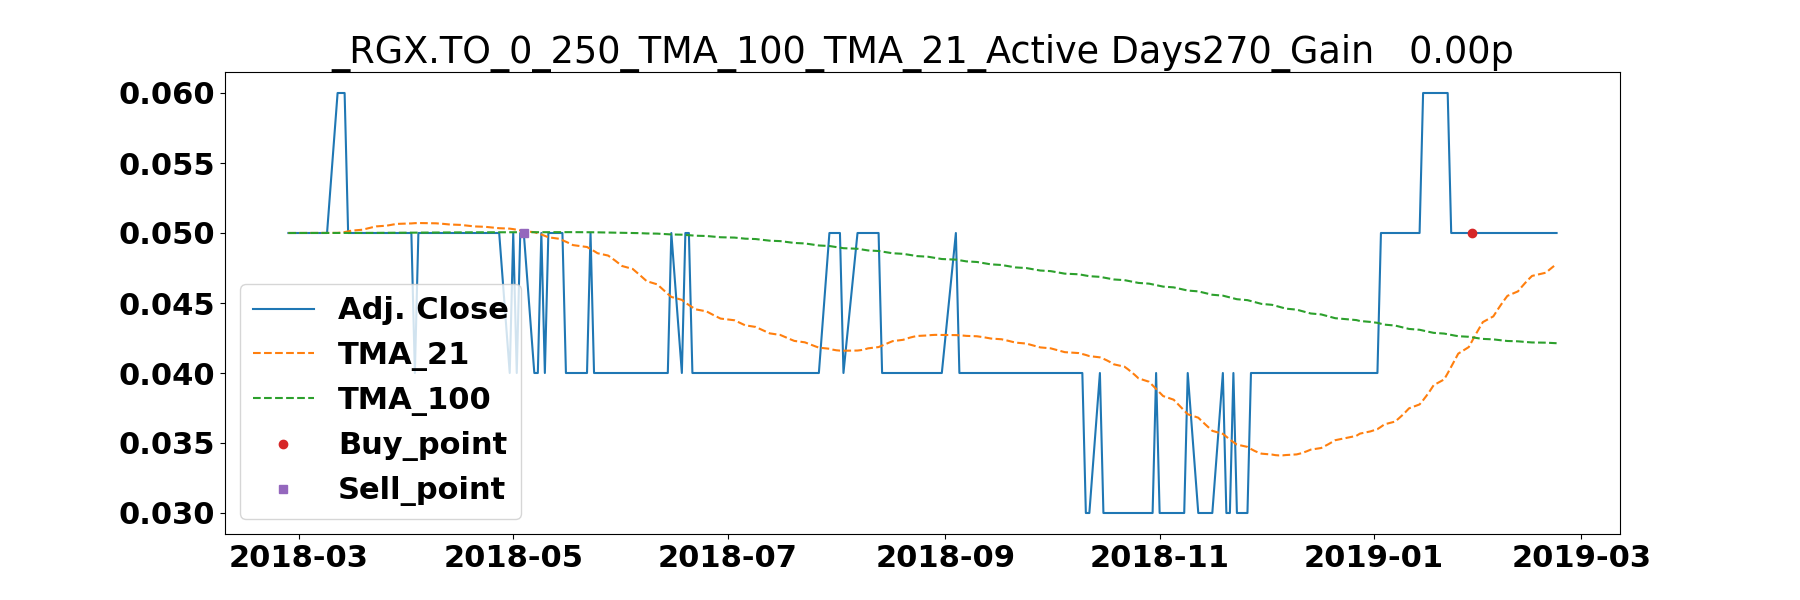 _RGX.TO_0_250_TMA_100_TMA_21_Active Days270_Gain   0.00p
0.060
0.055
0.050
0.045
0.040
0.035
0.030
Adj. Close
TMA_21
TMA_100
Buy_point
Sell_point
2018-03 2018-05 2018-07 2018-09 2018-11 2019-01 2019-03